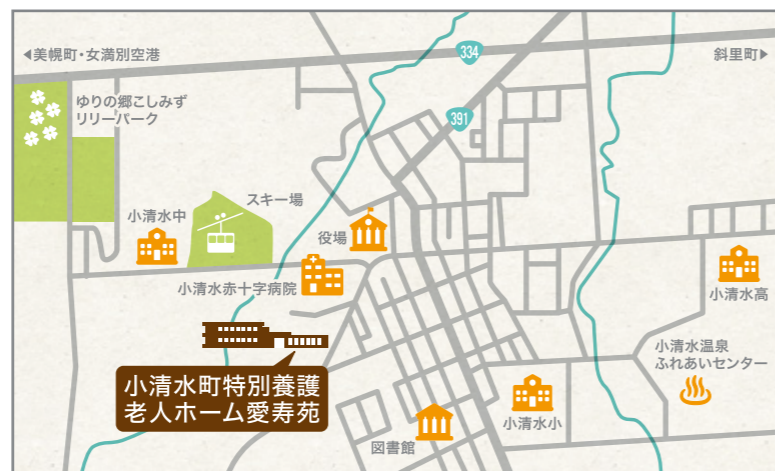 ◀美幌町・女満別空港
334
斜里町▶
ゆりの郷こしみず
リリーパーク
391
スキー場
小清水中
役場
小清水赤十字病院
小清水高
小清水温泉
ふれあいセンター
小清水町特別養護
老人ホーム愛寿苑
小清水小
図書館